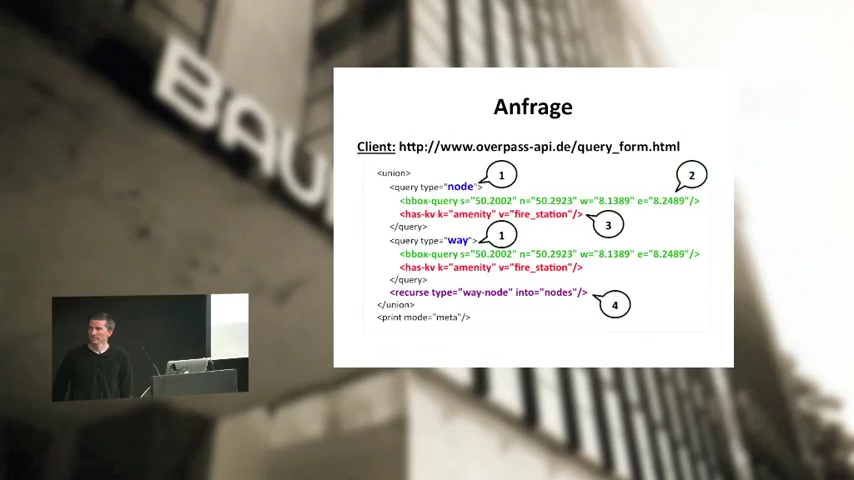 BAU
Anfrage
Client: http://www.overpass-api.de/query_form.html
<union>
<query type="node">
1
2
<bbox-query s="50.2002" n="50.2923" w="8.1389" e="8.2489"/>
<has-kv k="amenity" v="fire_station"/>
3
</query>
<query type="way">
1
<bbox-query s="50.2002" n="50.2923" w="8.1389" e="8.2489"/>
<has-kv k="amenity" v="fire_station"/>
</query>
<recurse type="way-node" into="nodes"/>
4
</union>
<print mode="meta"/>